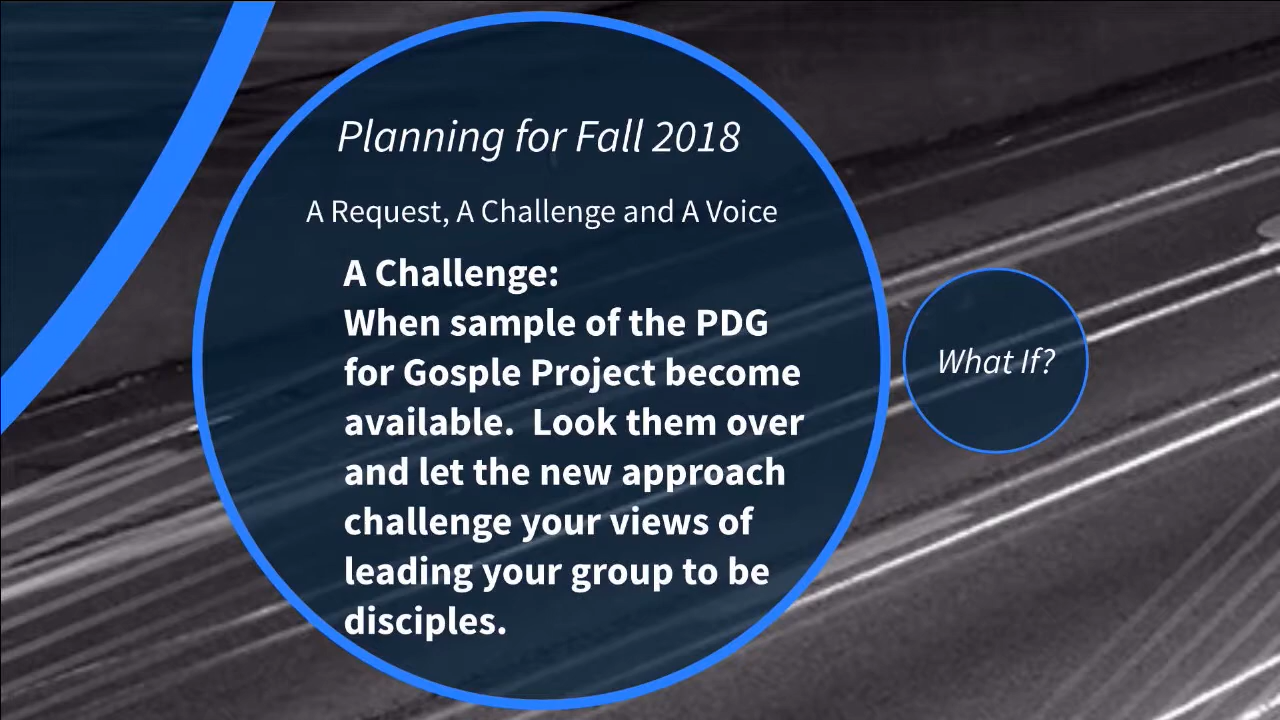 Planning for Fall 2018
A Request, A Challenge and A Voice
A Challenge:
When sample of the PDG
for Gosple Project become
available.  Look them over
and let the new approach
challenge your views of
leading your group to be
disciples.
What If?